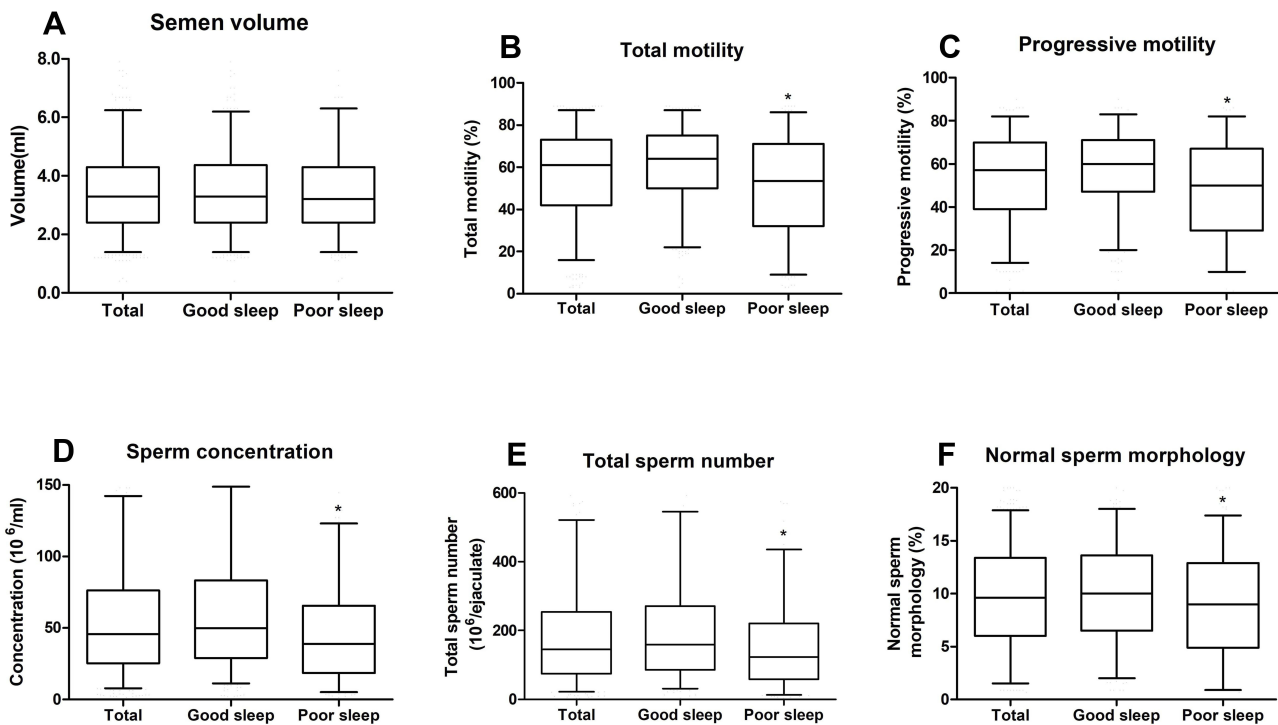 A
Semen volume
Volume(ml)
8.0
6.0
4.0
2.0
0.0
Total
Good sleep
Poor sleep
B
Total motility
Total motility (%)
100
80
60
40
20
0
*
Total
Good sleep
Poor sleep
C
Progressive motility
Progressive motility (%)
100
80
60
40
20
0
*
Total
Good sleep
Poor sleep
D
Sperm concentration
Concentration (10 6/ml)
150
100
50
0
*
Total
Good sleep
Poor sleep
E
Total sperm number
Total sperm number
(10⁶/ejaculate)
600
400
200
0
*
Total
Good sleep
Poor sleep
F
Normal sperm morphology
Normal sperm
morphology (%)
20
15
10
5
0
*
Total
Good sleep
Poor sleep